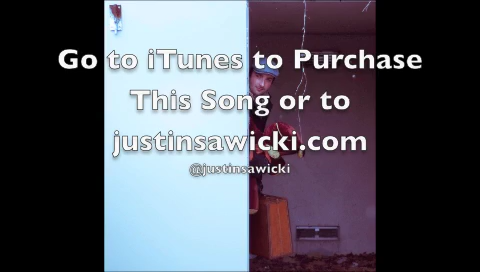 Go to iTunes to Purchase
This Song or to
justinsawicki.com
@justinsawicki